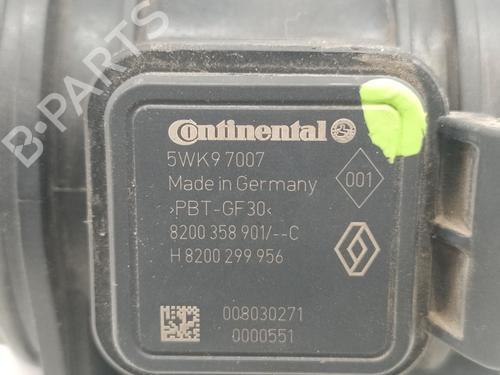 B-PARTS
Continental
5WK9 7007
Made in Germany
001
>PBT-GF30<
8200 358 901/--C
H 8200 299 956
008030271
0000551